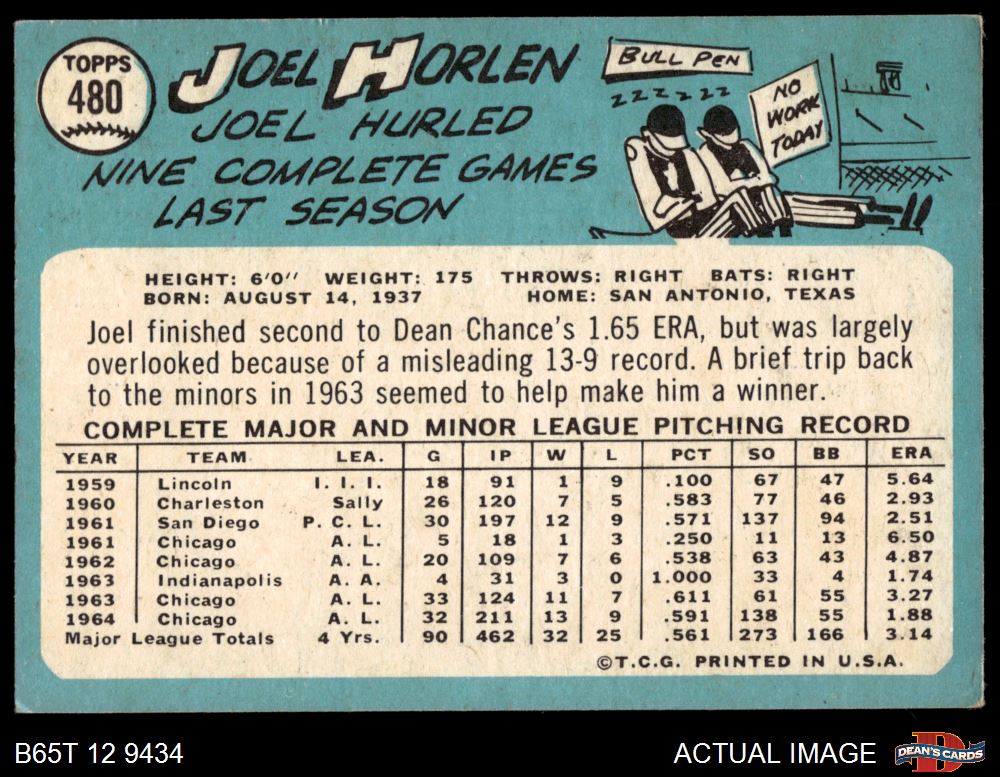 TOPPS
480
JOEL HORLEN
JOEL HURLED
NINE COMPLETE GAMES
LAST SEASON
BULL PEN
ZZZZZZ
NO
WORK
TODAY
HEIGHT: 6'0" WEIGHT: 175 THROWS: RIGHT BATS: RIGHT
BORN: AUGUST 14, 1937 HOME: SAN ANTONIO, TEXAS
Joel finished second to Dean Chance's 1.65 ERA, but was largely
overlooked because of a misleading 13-9 record. A brief trip back
to the minors in 1963 seemed to help make him a winner.
COMPLETE MAJOR AND MINOR LEAGUE PITCHING RECORD
YEAR TEAM LEA. G IP W L PCT SO BB ERA
1959 Lincoln I. I. I. 18 91 1 9 .100 67 47 5.64
1960 Charleston Sally 26 120 7 5 .583 77 46 2.93
1961 San Diego P. C. L. 30 197 12 9 .571 137 94 2.51
1961 Chicago A. L. 5 18 1 3 .250 11 13 6.50
1962 Chicago A. L. 20 109 7 6 .538 63 43 4.87
1963 Indianapolis A. A. 4 31 3 0 1.000 33 4 1.74
1963 Chicago A. L. 33 124 11 7 .611 61 55 3.27
1964 Chicago A. L. 32 211 13 9 .591 138 55 1.88
Major League Totals 4 Yrs. 90 462 32 25 .561 273 166 3.14
©T.C.G. PRINTED IN U.S.A.
B65T 12 9434 ACTUAL IMAGE DEAN'S CARDS